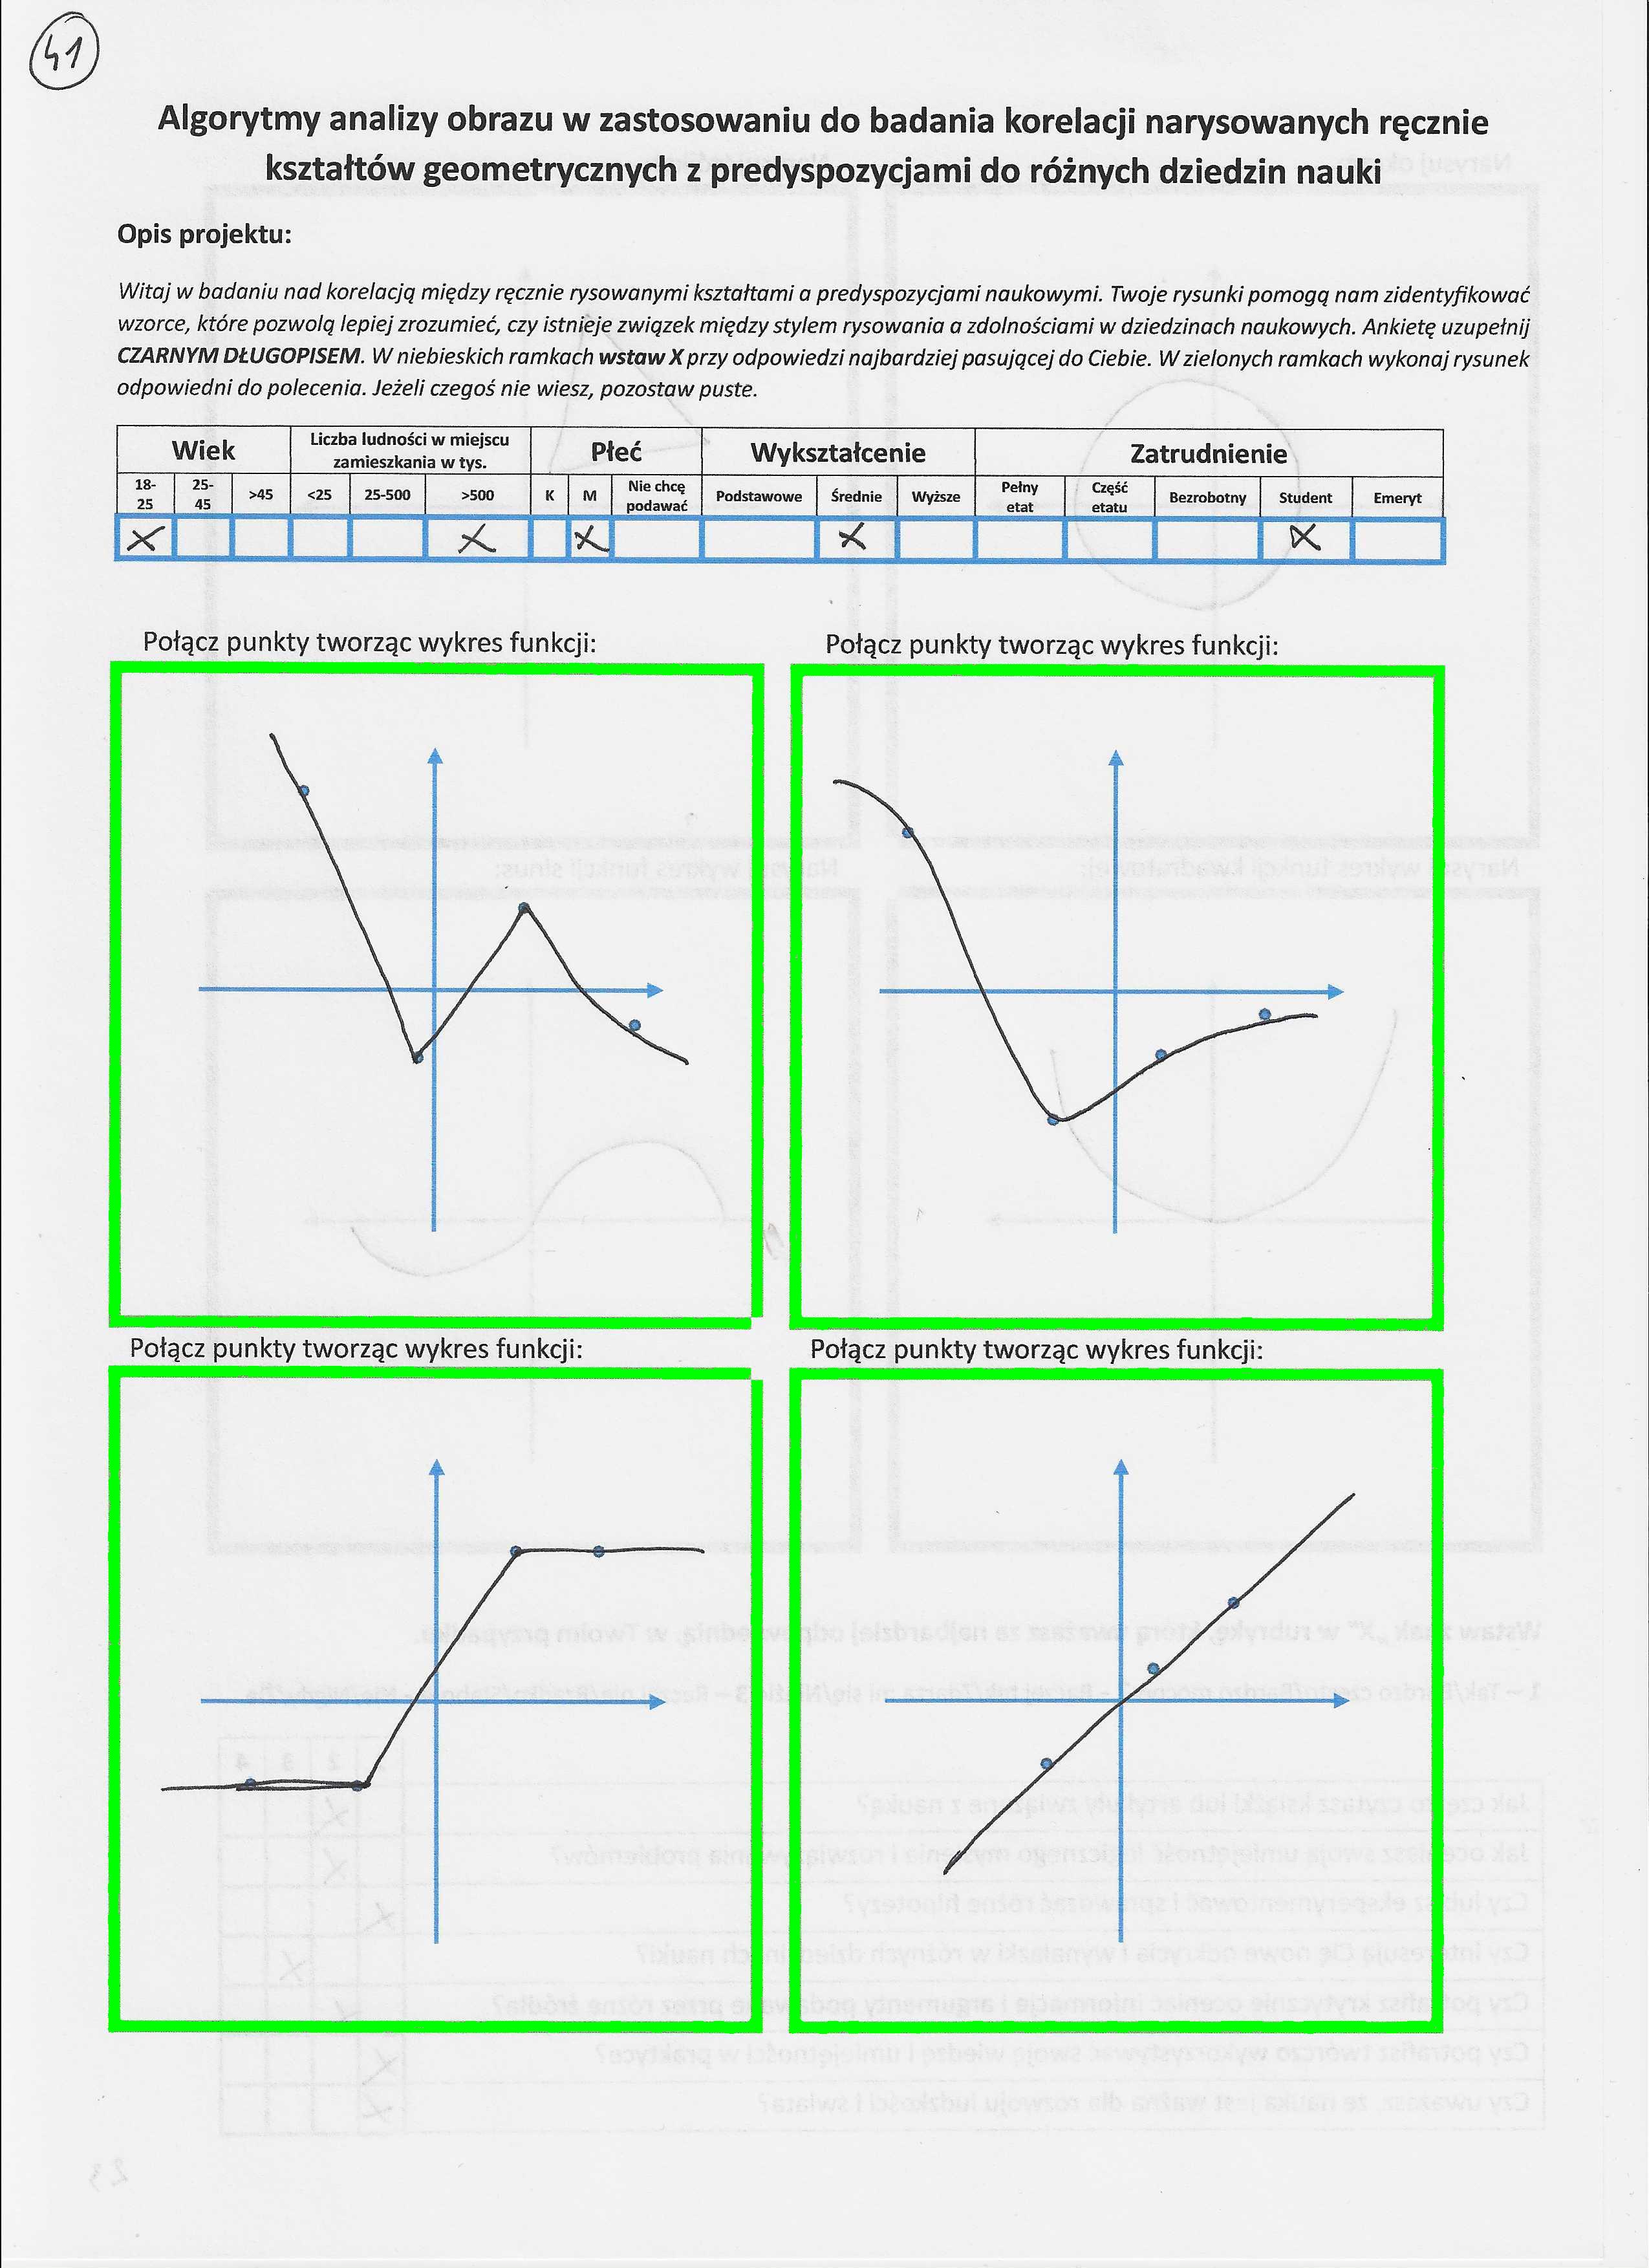 41
Algorytmy analizy obrazu w zastosowaniu do badania korelacji narysowanych ręcznie
kształtów geometrycznych z predyspozycjami do różnych dziedzin nauki
Opis projektu:
Witaj w badaniu nad korelacją między ręcznie rysowanymi kształtami a predyspozycjami naukowymi. Twoje rysunki pomogą nam zidentyfikować
wzorce, które pozwolą lepiej zrozumieć, czy istnieje związek między stylem rysowania a zdolnościami w dziedzinach naukowych. Ankietę uzupełnij
CZARNYM DŁUGOPISEM. W niebieskich ramkach wstaw X przy odpowiedzi najbardziej pasującej do Ciebie. W zielonych ramkach wykonaj rysunek
odpowiedni do polecenia. Jeżeli czegoś nie wiesz, pozostaw puste.
Wiek Liczba ludności w miejscu zamieszkania w tys. Płeć Wykształcenie Zatrudnienie
18-25 25-45 >45 <25 25-500 >500 K M Nie chcę podawać Podstawowe Średnie Wyższe Pełny etat Część etatu Bezrobotny Student Emeryt
X X X X X
Połącz punkty tworząc wykres funkcji: Połącz punkty tworząc wykres funkcji:
Połącz punkty tworząc wykres funkcji: Połącz punkty tworząc wykres funkcji: